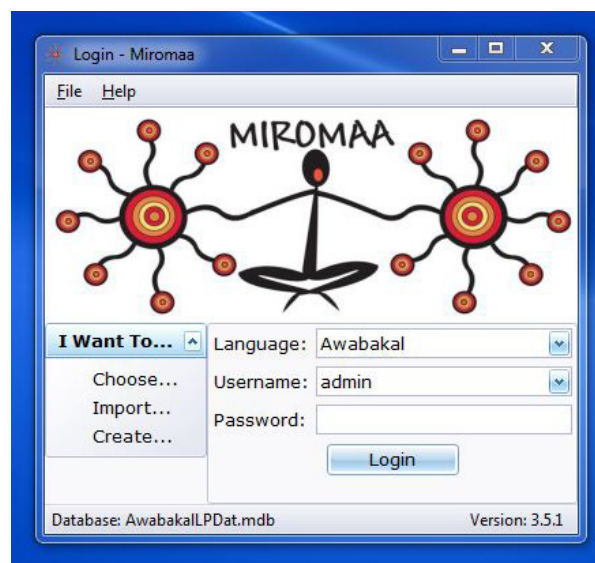 Login - Miromaa
File Help
MIROMAA
I Want To...
Choose...
Import...
Create...
Language: Awabakal
Username: admin
Password:
Login
Database: AwabakalLPDat.mdb Version: 3.5.1